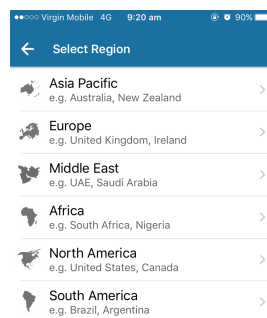 Virgin Mobile 4G 9:20 am 90%
Select Region
Asia Pacific
e.g. Australia, New Zealand
Europe
e.g. United Kingdom, Ireland
Middle East
e.g. UAE, Saudi Arabia
Africa
e.g. South Africa, Nigeria
North America
e.g. United States, Canada
South America
e.g. Brazil, Argentina